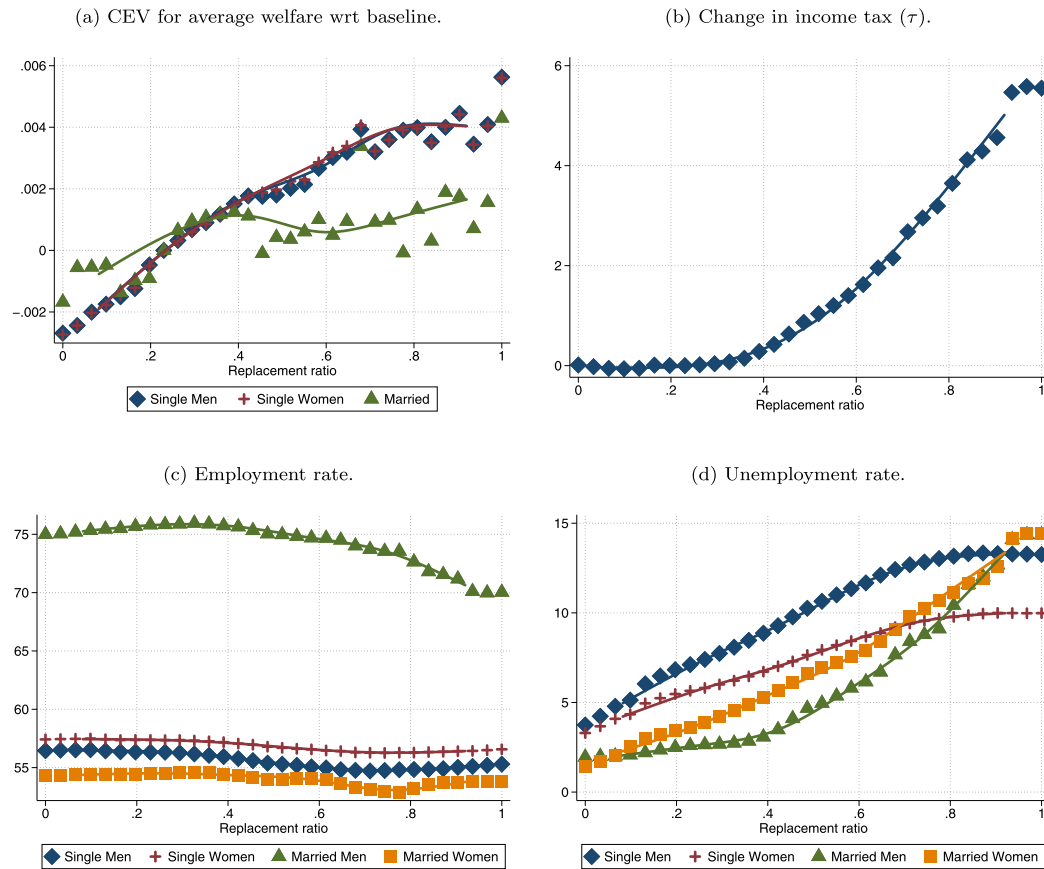 (a) CEV for average welfare wrt baseline.
.006
.004
.002
0
−.002
0 .2 .4 .6 .8 1
Replacement ratio
Single Men Single Women Married
(b) Change in income tax (τ).
6
4
2
0
0 .2 .4 .6 .8 1
Replacement ratio
(c) Employment rate.
75
70
65
60
55
0 .2 .4 .6 .8 1
Replacement ratio
Single Men Single Women Married Men Married Women
(d) Unemployment rate.
15
10
5
0
0 .2 .4 .6 .8 1
Replacement ratio
Single Men Single Women Married Men Married Women